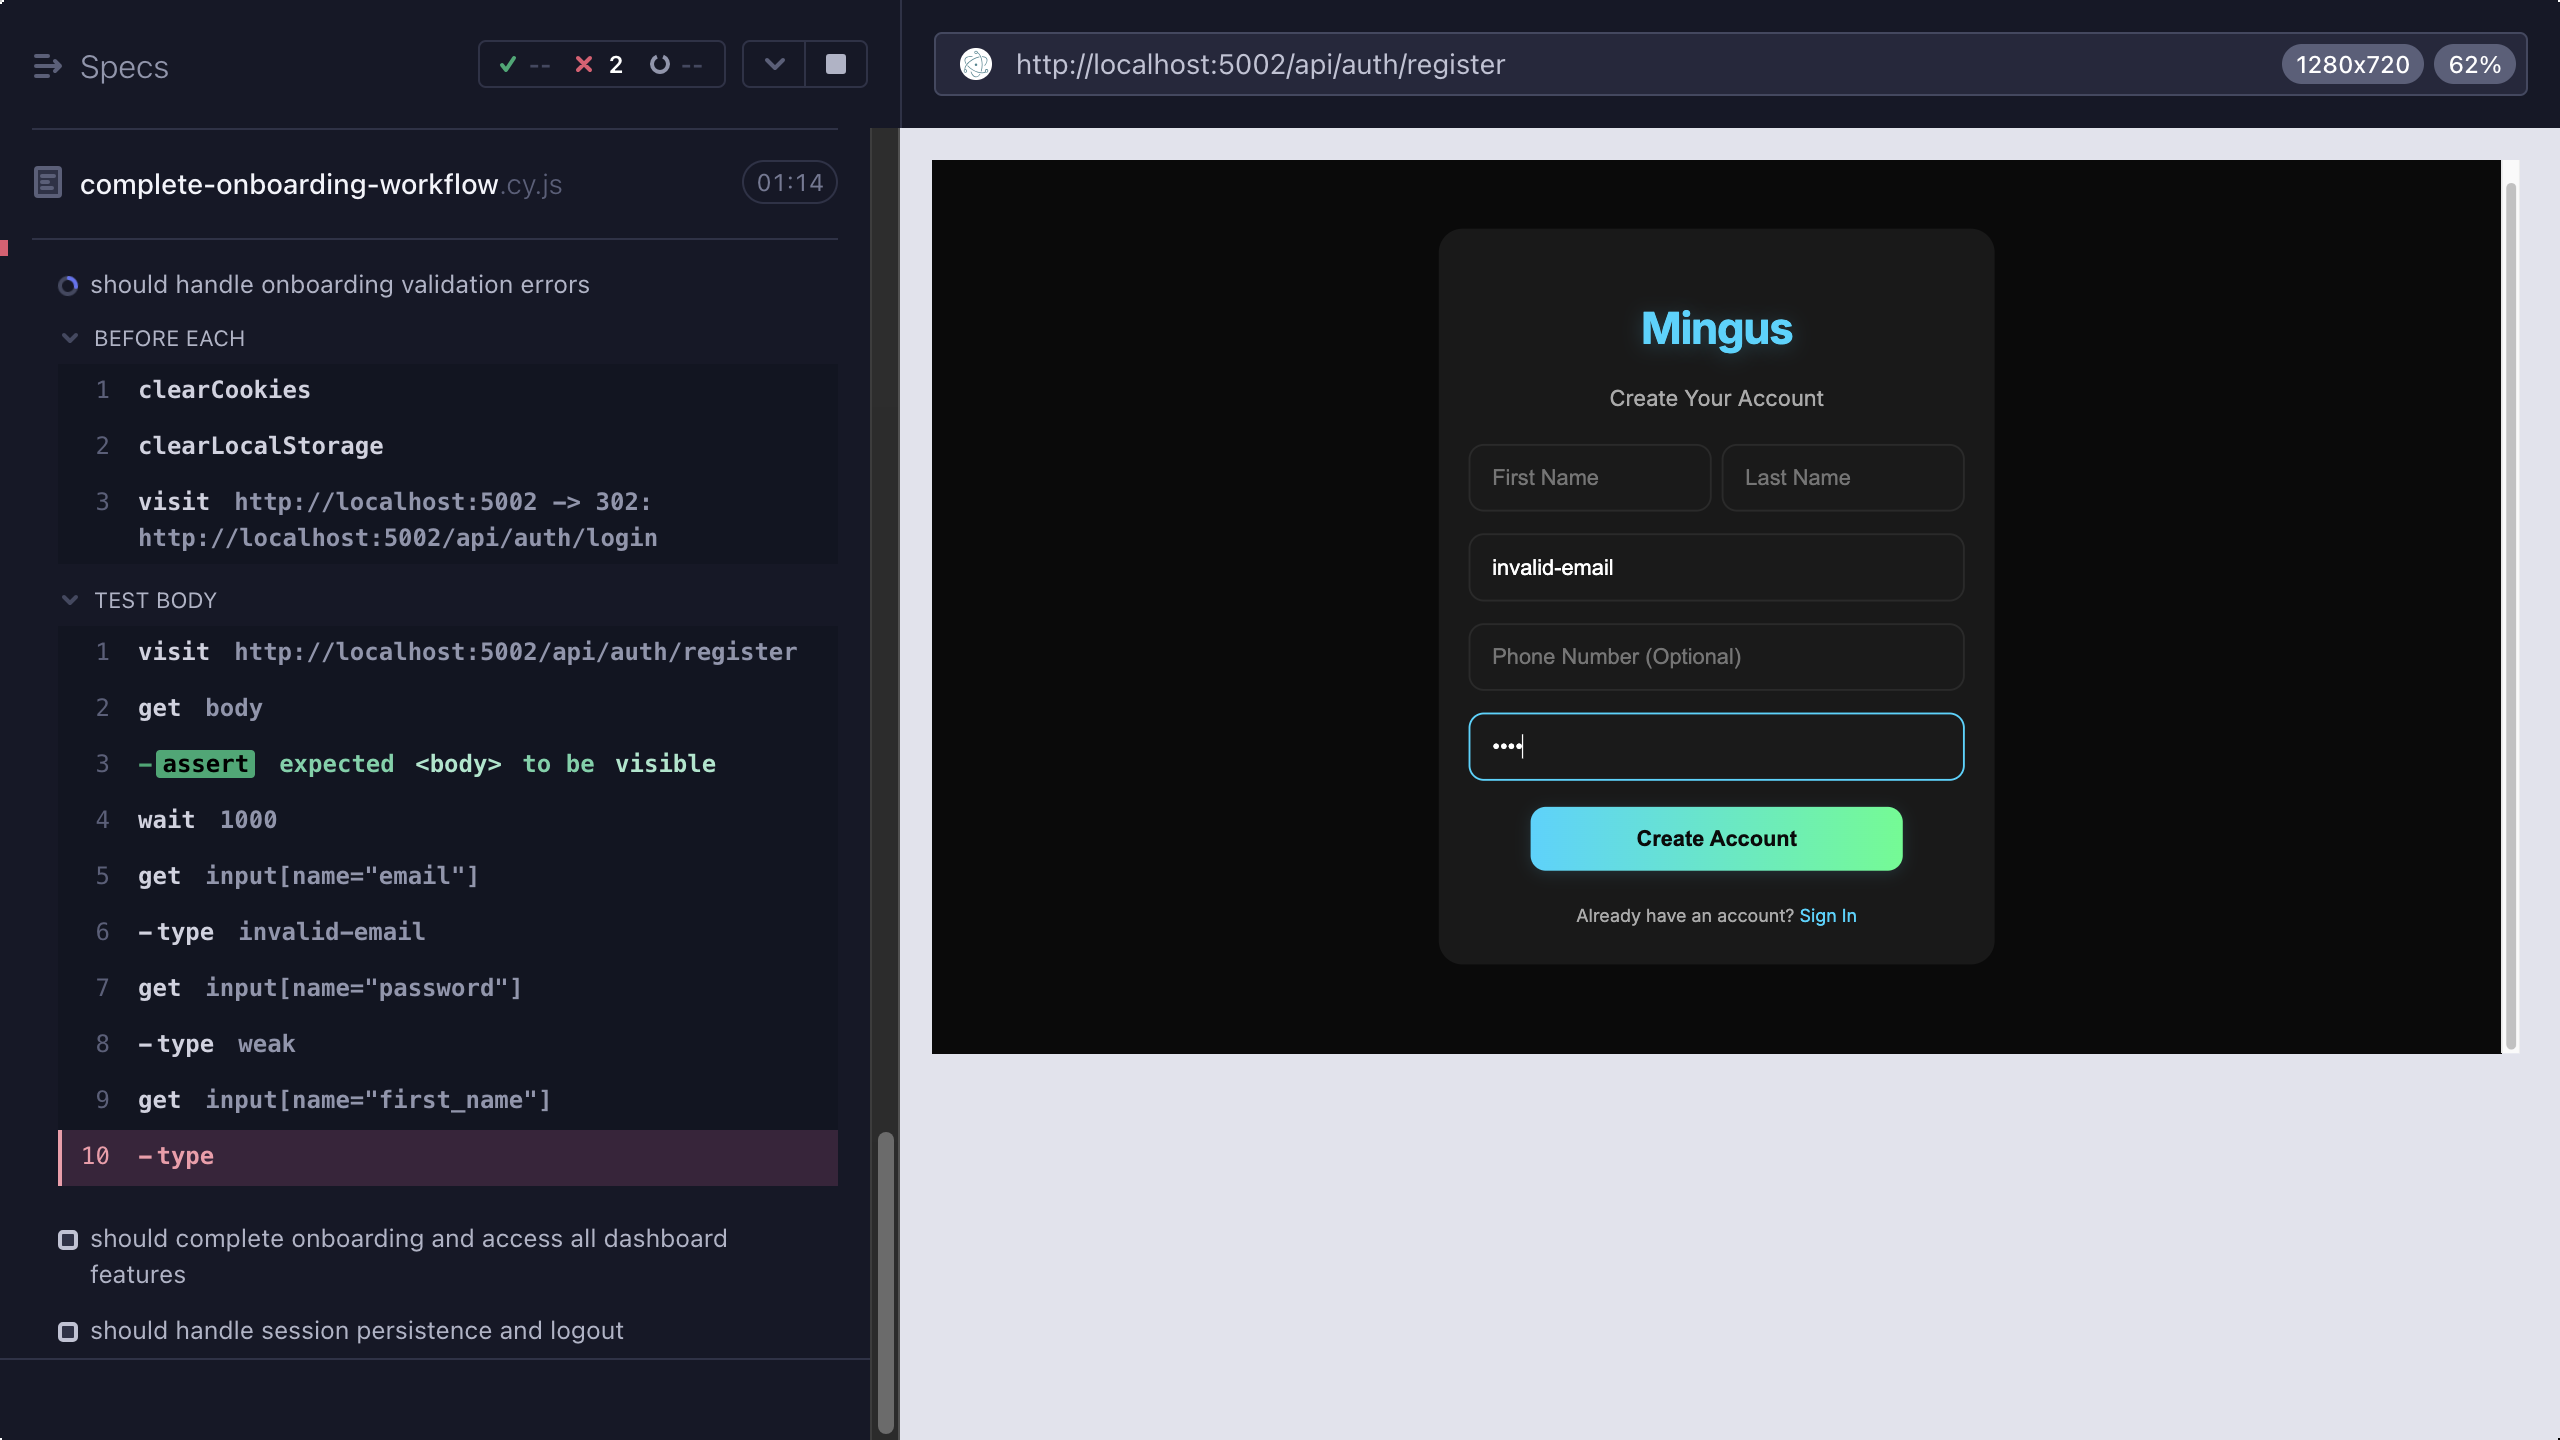 Specs
-- 2 --
complete-onboarding-workflow.cy.js 01:14
should handle onboarding validation errors
BEFORE EACH
1 clearCookies
2 clearLocalStorage
3 visit http://localhost:5002 -> 302:
http://localhost:5002/api/auth/login
TEST BODY
1 visit http://localhost:5002/api/auth/register
2 get body
3 -assert expected <body> to be visible
4 wait 1000
5 get input[name="email"]
6 -type invalid-email
7 get input[name="password"]
8 -type weak
9 get input[name="first_name"]
10 -type
should complete onboarding and access all dashboard
features
should handle session persistence and logout
http://localhost:5002/api/auth/register 1280x720 62%
Mingus
Create Your Account
First Name Last Name
invalid-email
Phone Number (Optional)
••••
Create Account
Already have an account? Sign In